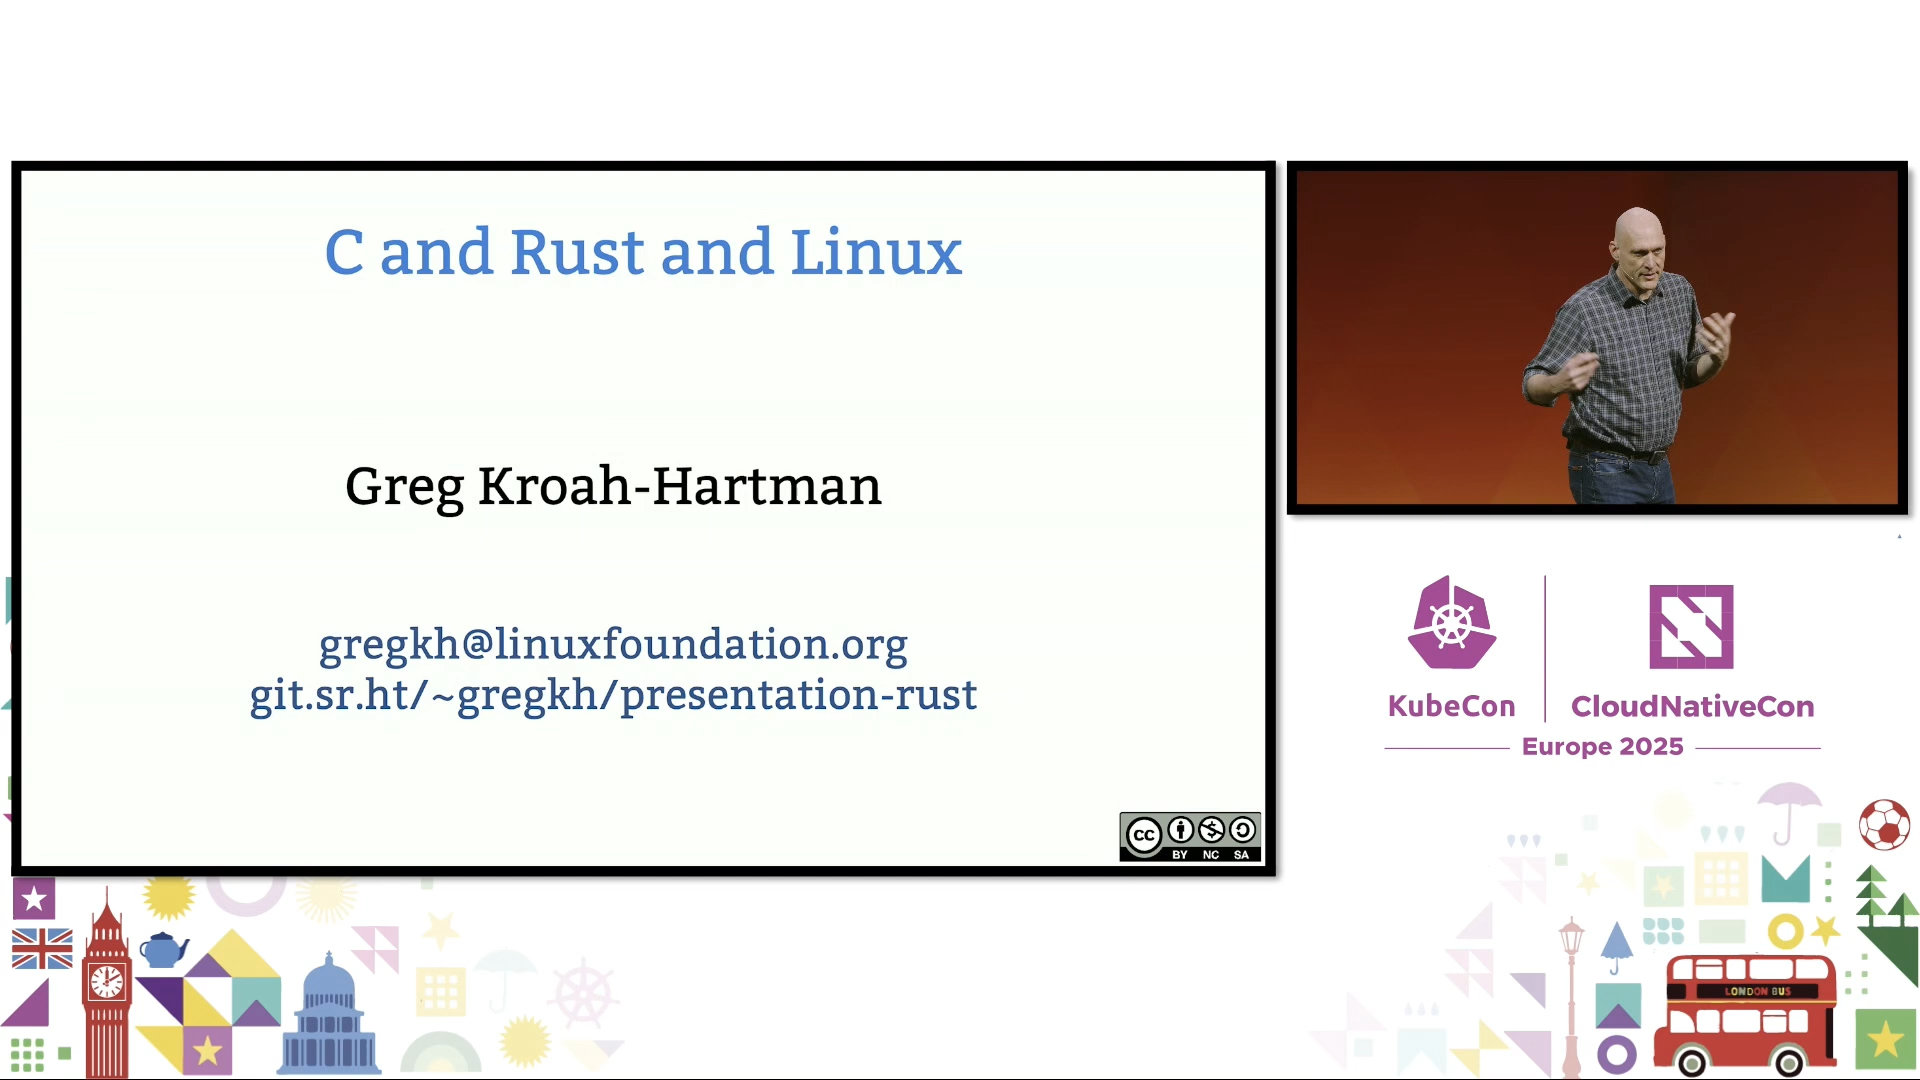 C and Rust and Linux
Greg Kroah-Hartman
gregkh@linuxfoundation.org
git.sr.ht/~gregkh/presentation-rust
CC BY NC SA
KubeCon
CloudNativeCon
Europe 2025
LONDON BUS